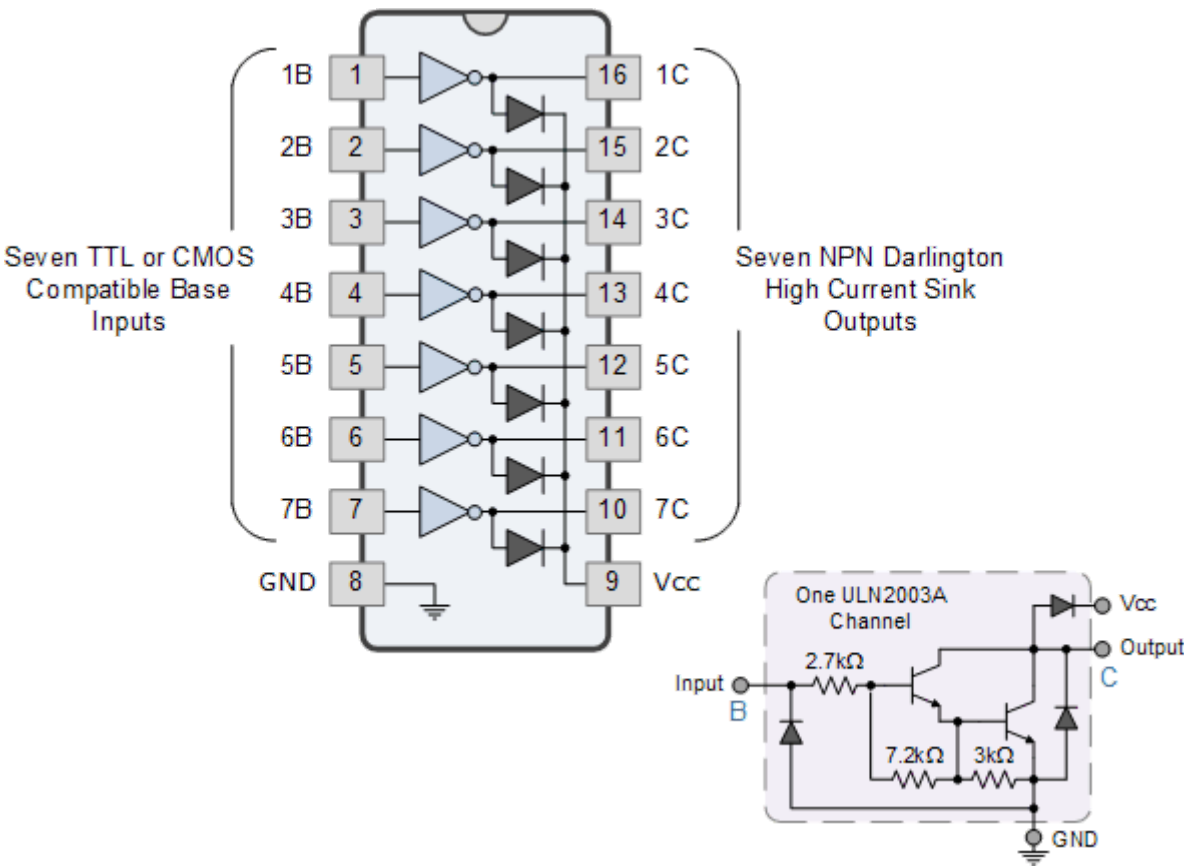 1B 1 16 1C
2B 2 15 2C
3B 3 14 3C
Seven TTL or CMOS
Compatible Base
Inputs
4B 4 13 4C
Seven NPN Darlington
High Current Sink
Outputs
5B 5 12 5C
6B 6 11 6C
7B 7 10 7C
GND 8 9 Vcc
One ULN2003A
Channel
Vcc
Output
C
2.7kΩ
Input
B
7.2kΩ 3kΩ
GND